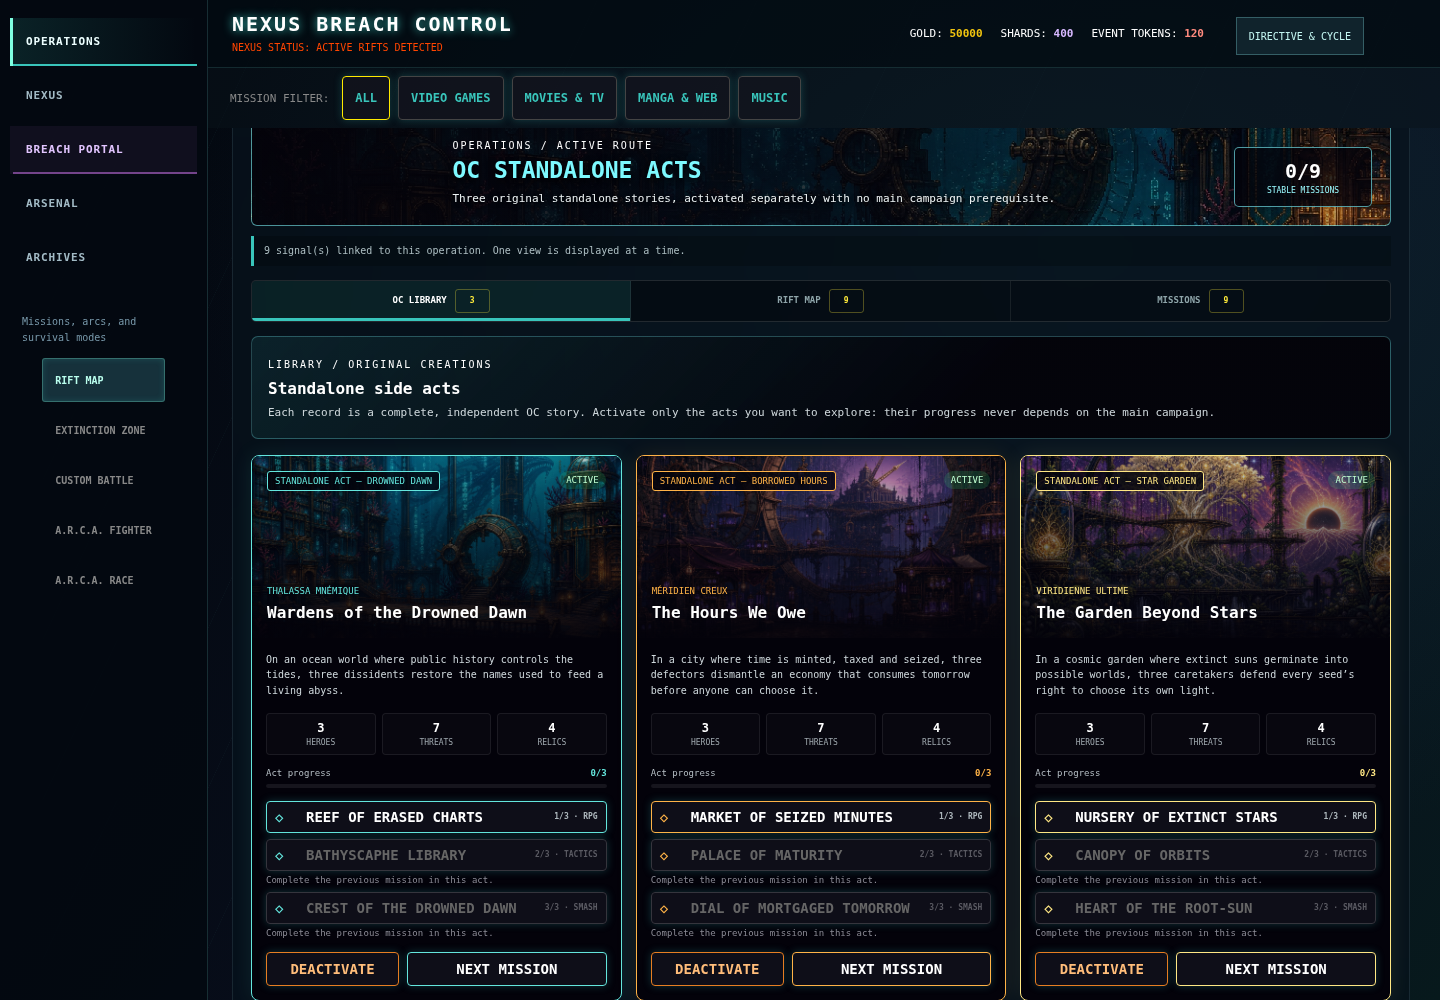 OPERATIONS
NEXUS
BREACH PORTAL
ARSENAL
ARCHIVES
Missions, arcs, and
survival modes
RIFT MAP
EXTINCTION ZONE
CUSTOM BATTLE
A.R.C.A. FIGHTER
A.R.C.A. RACE
NEXUS BREACH CONTROL
NEXUS STATUS: ACTIVE RIFTS DETECTED
GOLD: 50000 SHARDS: 400 EVENT TOKENS: 120
DIRECTIVE & CYCLE
MISSION FILTER: ALL VIDEO GAMES MOVIES & TV MANGA & WEB MUSIC
OPERATIONS / ACTIVE ROUTE
OC STANDALONE ACTS
Three original standalone stories, activated separately with no main campaign prerequisite.
0/9
STABLE MISSIONS
9 signal(s) linked to this operation. One view is displayed at a time.
OC LIBRARY 3
RIFT MAP 9
MISSIONS 9
LIBRARY / ORIGINAL CREATIONS
Standalone side acts
Each record is a complete, independent OC story. Activate only the acts you want to explore: their progress never depends on the main campaign.
STANDALONE ACT — DROWNED DAWN
ACTIVE
THALASSA MNÉMIQUE
Wardens of the Drowned Dawn
On an ocean world where public history controls the
tides, three dissidents restore the names used to feed a
living abyss.
3 HEROES
7 THREATS
4 RELICS
Act progress 0/3
◇ REEF OF ERASED CHARTS 1/3 · RPG
◇ BATHYSCAPHE LIBRARY 2/3 · TACTICS
Complete the previous mission in this act.
◇ CREST OF THE DROWNED DAWN 3/3 · SMASH
Complete the previous mission in this act.
DEACTIVATE
NEXT MISSION
STANDALONE ACT — BORROWED HOURS
ACTIVE
MÉRIDIEN CREUX
The Hours We Owe
In a city where time is minted, taxed and seized, three
defectors dismantle an economy that consumes tomorrow
before anyone can choose it.
3 HEROES
7 THREATS
4 RELICS
Act progress 0/3
◇ MARKET OF SEIZED MINUTES 1/3 · RPG
◇ PALACE OF MATURITY 2/3 · TACTICS
Complete the previous mission in this act.
◇ DIAL OF MORTGAGED TOMORROW 3/3 · SMASH
Complete the previous mission in this act.
DEACTIVATE
NEXT MISSION
STANDALONE ACT — STAR GARDEN
ACTIVE
VIRIDIENNE ULTIME
The Garden Beyond Stars
In a cosmic garden where extinct suns germinate into
possible worlds, three caretakers defend every seed’s
right to choose its own light.
3 HEROES
7 THREATS
4 RELICS
Act progress 0/3
◇ NURSERY OF EXTINCT STARS 1/3 · RPG
◇ CANOPY OF ORBITS 2/3 · TACTICS
Complete the previous mission in this act.
◇ HEART OF THE ROOT-SUN 3/3 · SMASH
Complete the previous mission in this act.
DEACTIVATE
NEXT MISSION